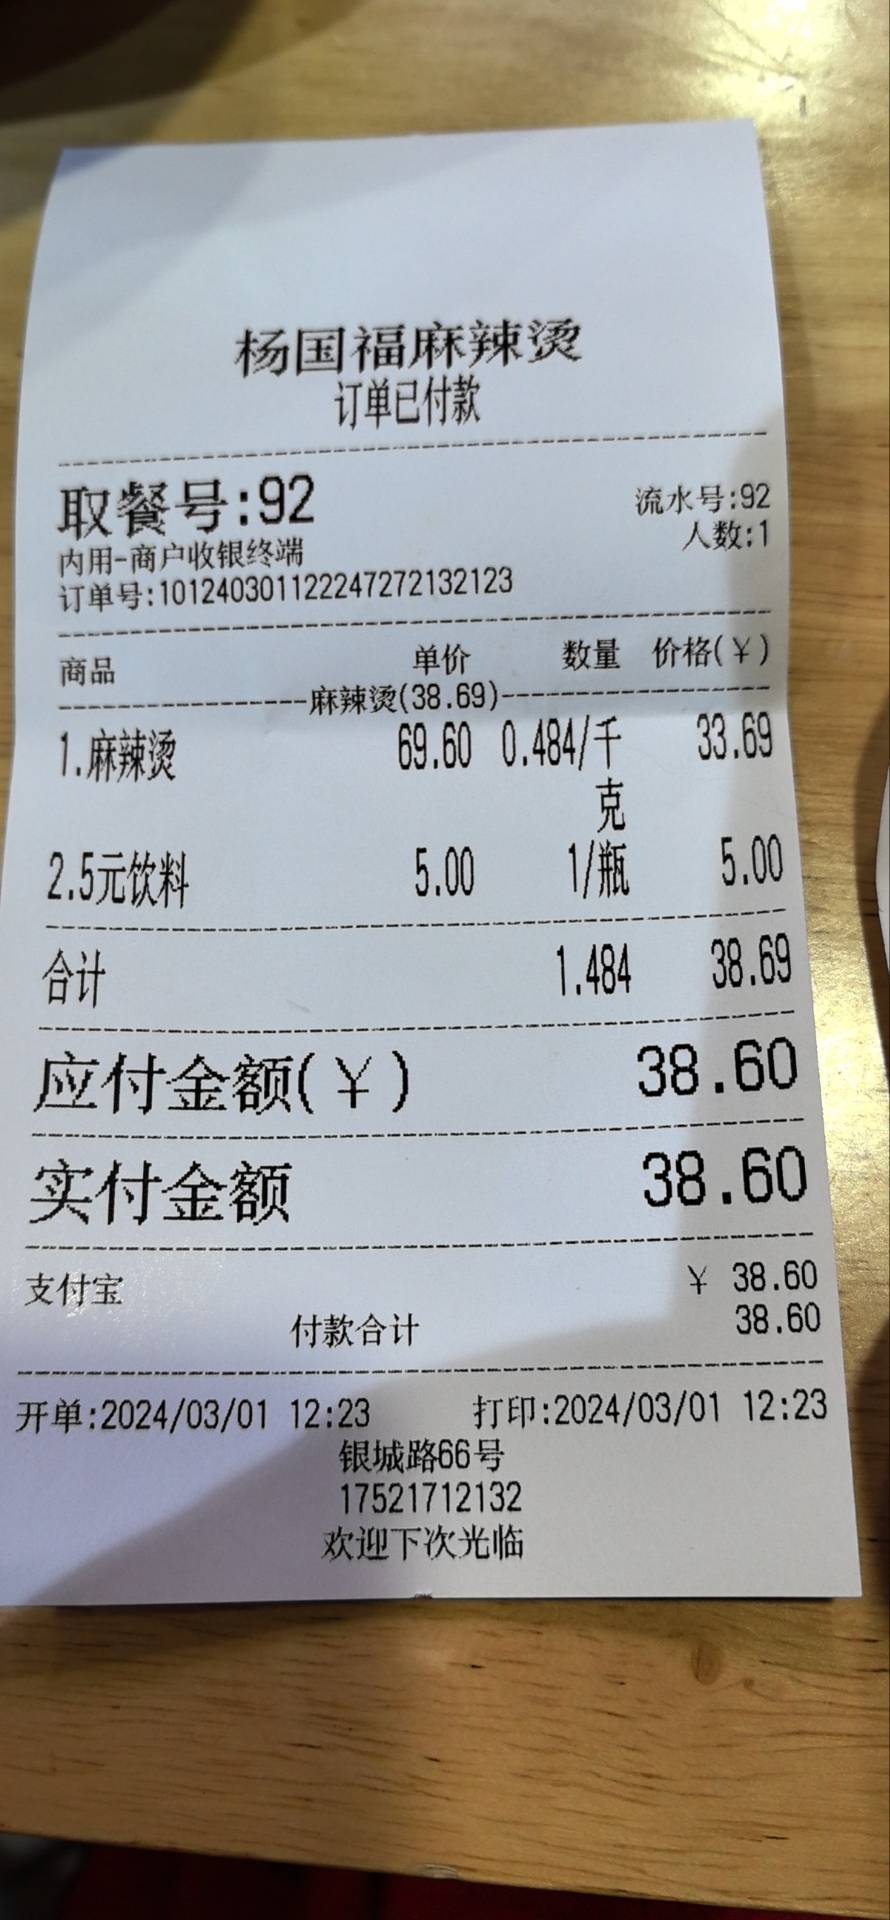 杨国福麻辣烫
订单已付款
取餐号:92 流水号:92
人数:1
内用-商户收银终端
订单号:101240301122247272132123
商品 单价 数量 价格(¥)
麻辣烫(38.69)
1.麻辣烫 69.60 0.484/千克 33.69
2.5元饮料 5.00 1/瓶 5.00
合计 1.484 38.69
应付金额(¥) 38.60
实付金额 38.60
支付宝 ¥ 38.60
付款合计 38.60
开单:2024/03/01 12:23 打印:2024/03/01 12:23
银城路66号
17521712132
欢迎下次光临